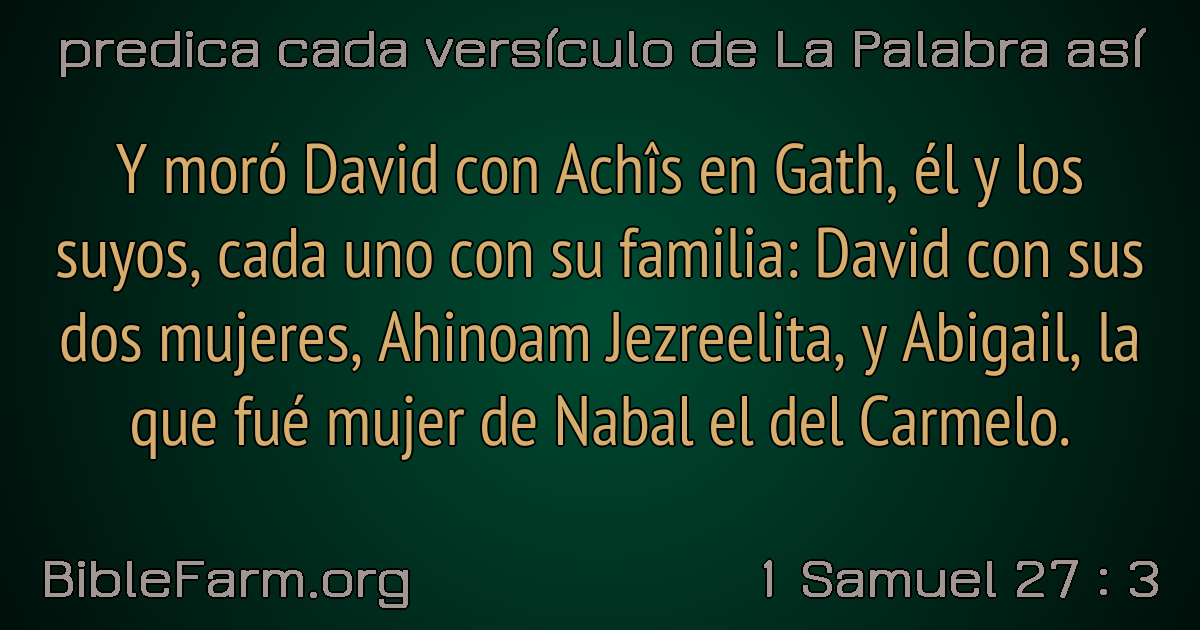 predica cada versículo de La Palabra así
Y moró David con Achîs en Gath, él y los
suyos, cada uno con su familia: David con sus
dos mujeres, Ahinoam Jezreelita, y Abigail, la
que fué mujer de Nabal el del Carmelo.
BibleFarm.org
1 Samuel 27 : 3